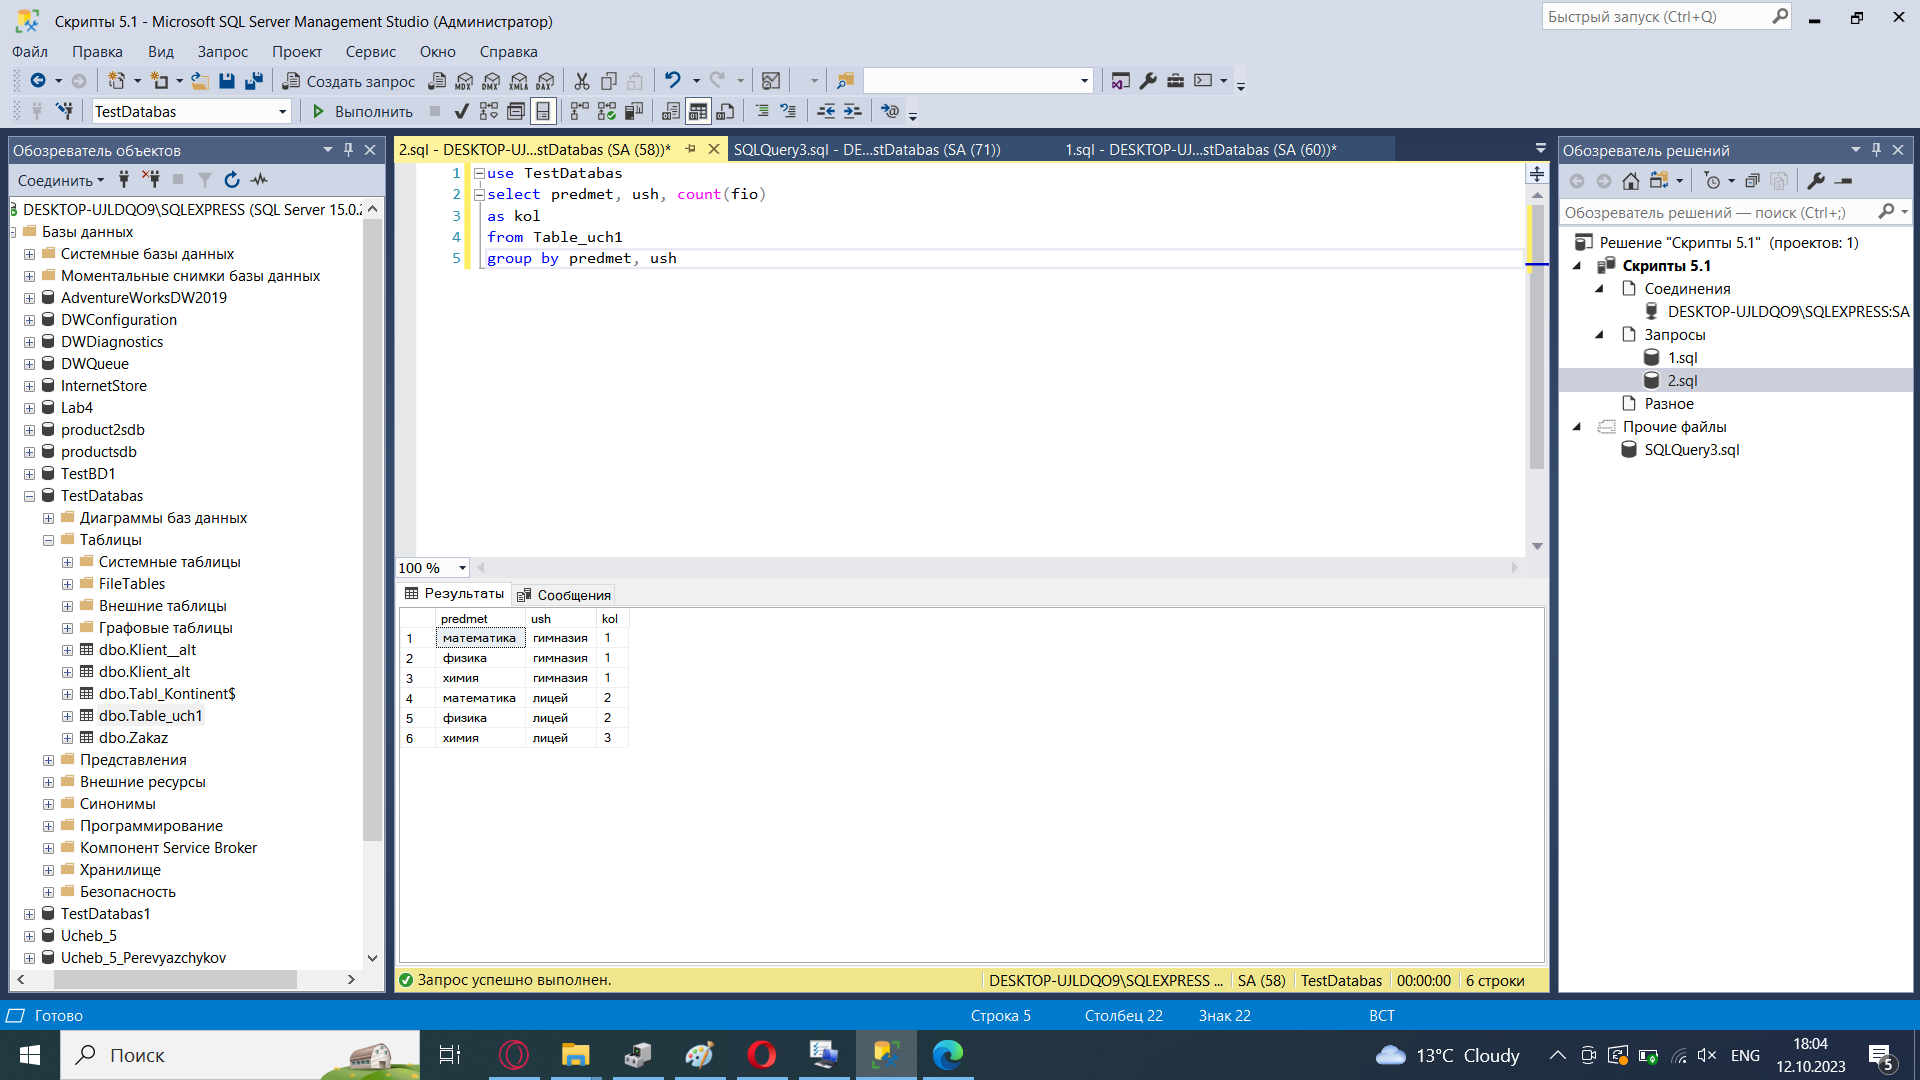 Скрипты 5.1 - Microsoft SQL Server Management Studio (Администратор)
Быстрый запуск (Ctrl+Q)
Файл Правка Вид Запрос Проект Сервис Окно Справка
Создать запрос MDX DMX XMLA DAX
TestDatabas Выполнить
Обозреватель объектов
Соединить
DESKTOP-UJLDQO9\SQLEXPRESS (SQL Server 15.0.2
Базы данных
Системные базы данных
Моментальные снимки базы данных
AdventureWorksDW2019
DWConfiguration
DWDiagnostics
DWQueue
InternetStore
Lab4
product2sdb
productsdb
TestBD1
TestDatabas
Диаграммы баз данных
Таблицы
Системные таблицы
FileTables
Внешние таблицы
Графовые таблицы
dbo.Klient__alt
dbo.Klient_alt
dbo.Tabl_Kontinent$
dbo.Table_uch1
dbo.Zakaz
Представления
Внешние ресурсы
Синонимы
Программирование
Компонент Service Broker
Хранилище
Безопасность
TestDatabas1
Ucheb_5
Ucheb_5_Perevyazchykov
2.sql - DESKTOP-UJ...stDatabas (SA (58))* SQLQuery3.sql - DE...stDatabas (SA (71)) 1.sql - DESKTOP-UJ...stDatabas (SA (60))*
1 use TestDatabas
2 select predmet, ush, count(fio)
3 as kol
4 from Table_uch1
5 group by predmet, ush
100 %
Результаты Сообщения
predmet ush kol
1 математика гимназия 1
2 физика гимназия 1
3 химия гимназия 1
4 математика лицей 2
5 физика лицей 2
6 химия лицей 3
Запрос успешно выполнен. DESKTOP-UJLDQO9\SQLEXPRESS ... SA (58) TestDatabas 00:00:00 6 строки
Обозреватель решений
Обозреватель решений — поиск (Ctrl+;)
Решение "Скрипты 5.1" (проектов: 1)
Скрипты 5.1
Соединения
DESKTOP-UJLDQO9\SQLEXPRESS:SA
Запросы
1.sql
2.sql
Разное
Прочие файлы
SQLQuery3.sql
Готово Строка 5 Столбец 22 Знак 22 ВСТ
Поиск
13°C Cloudy ENG
18:04
12.10.2023
5